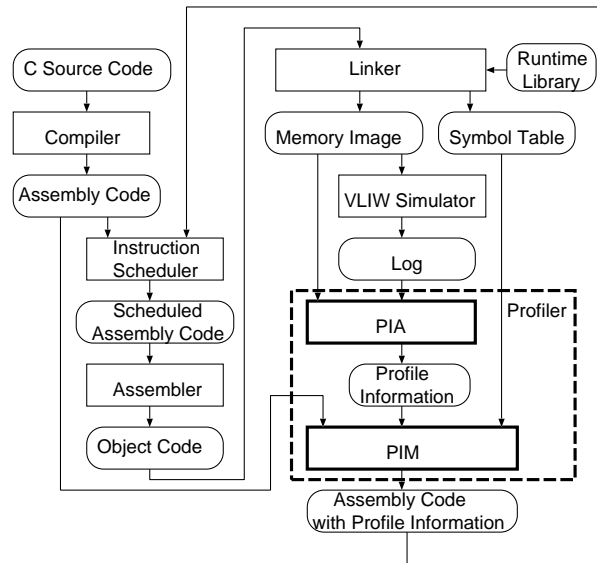 C Source Code
Compiler
Assembly Code
Instruction
Scheduler
Scheduled
Assembly Code
Assembler
Object Code
Linker
Runtime
Library
Memory Image
Symbol Table
VLIW Simulator
Log
Profiler
PIA
Profile
Information
PIM
Assembly Code
with Profile Information